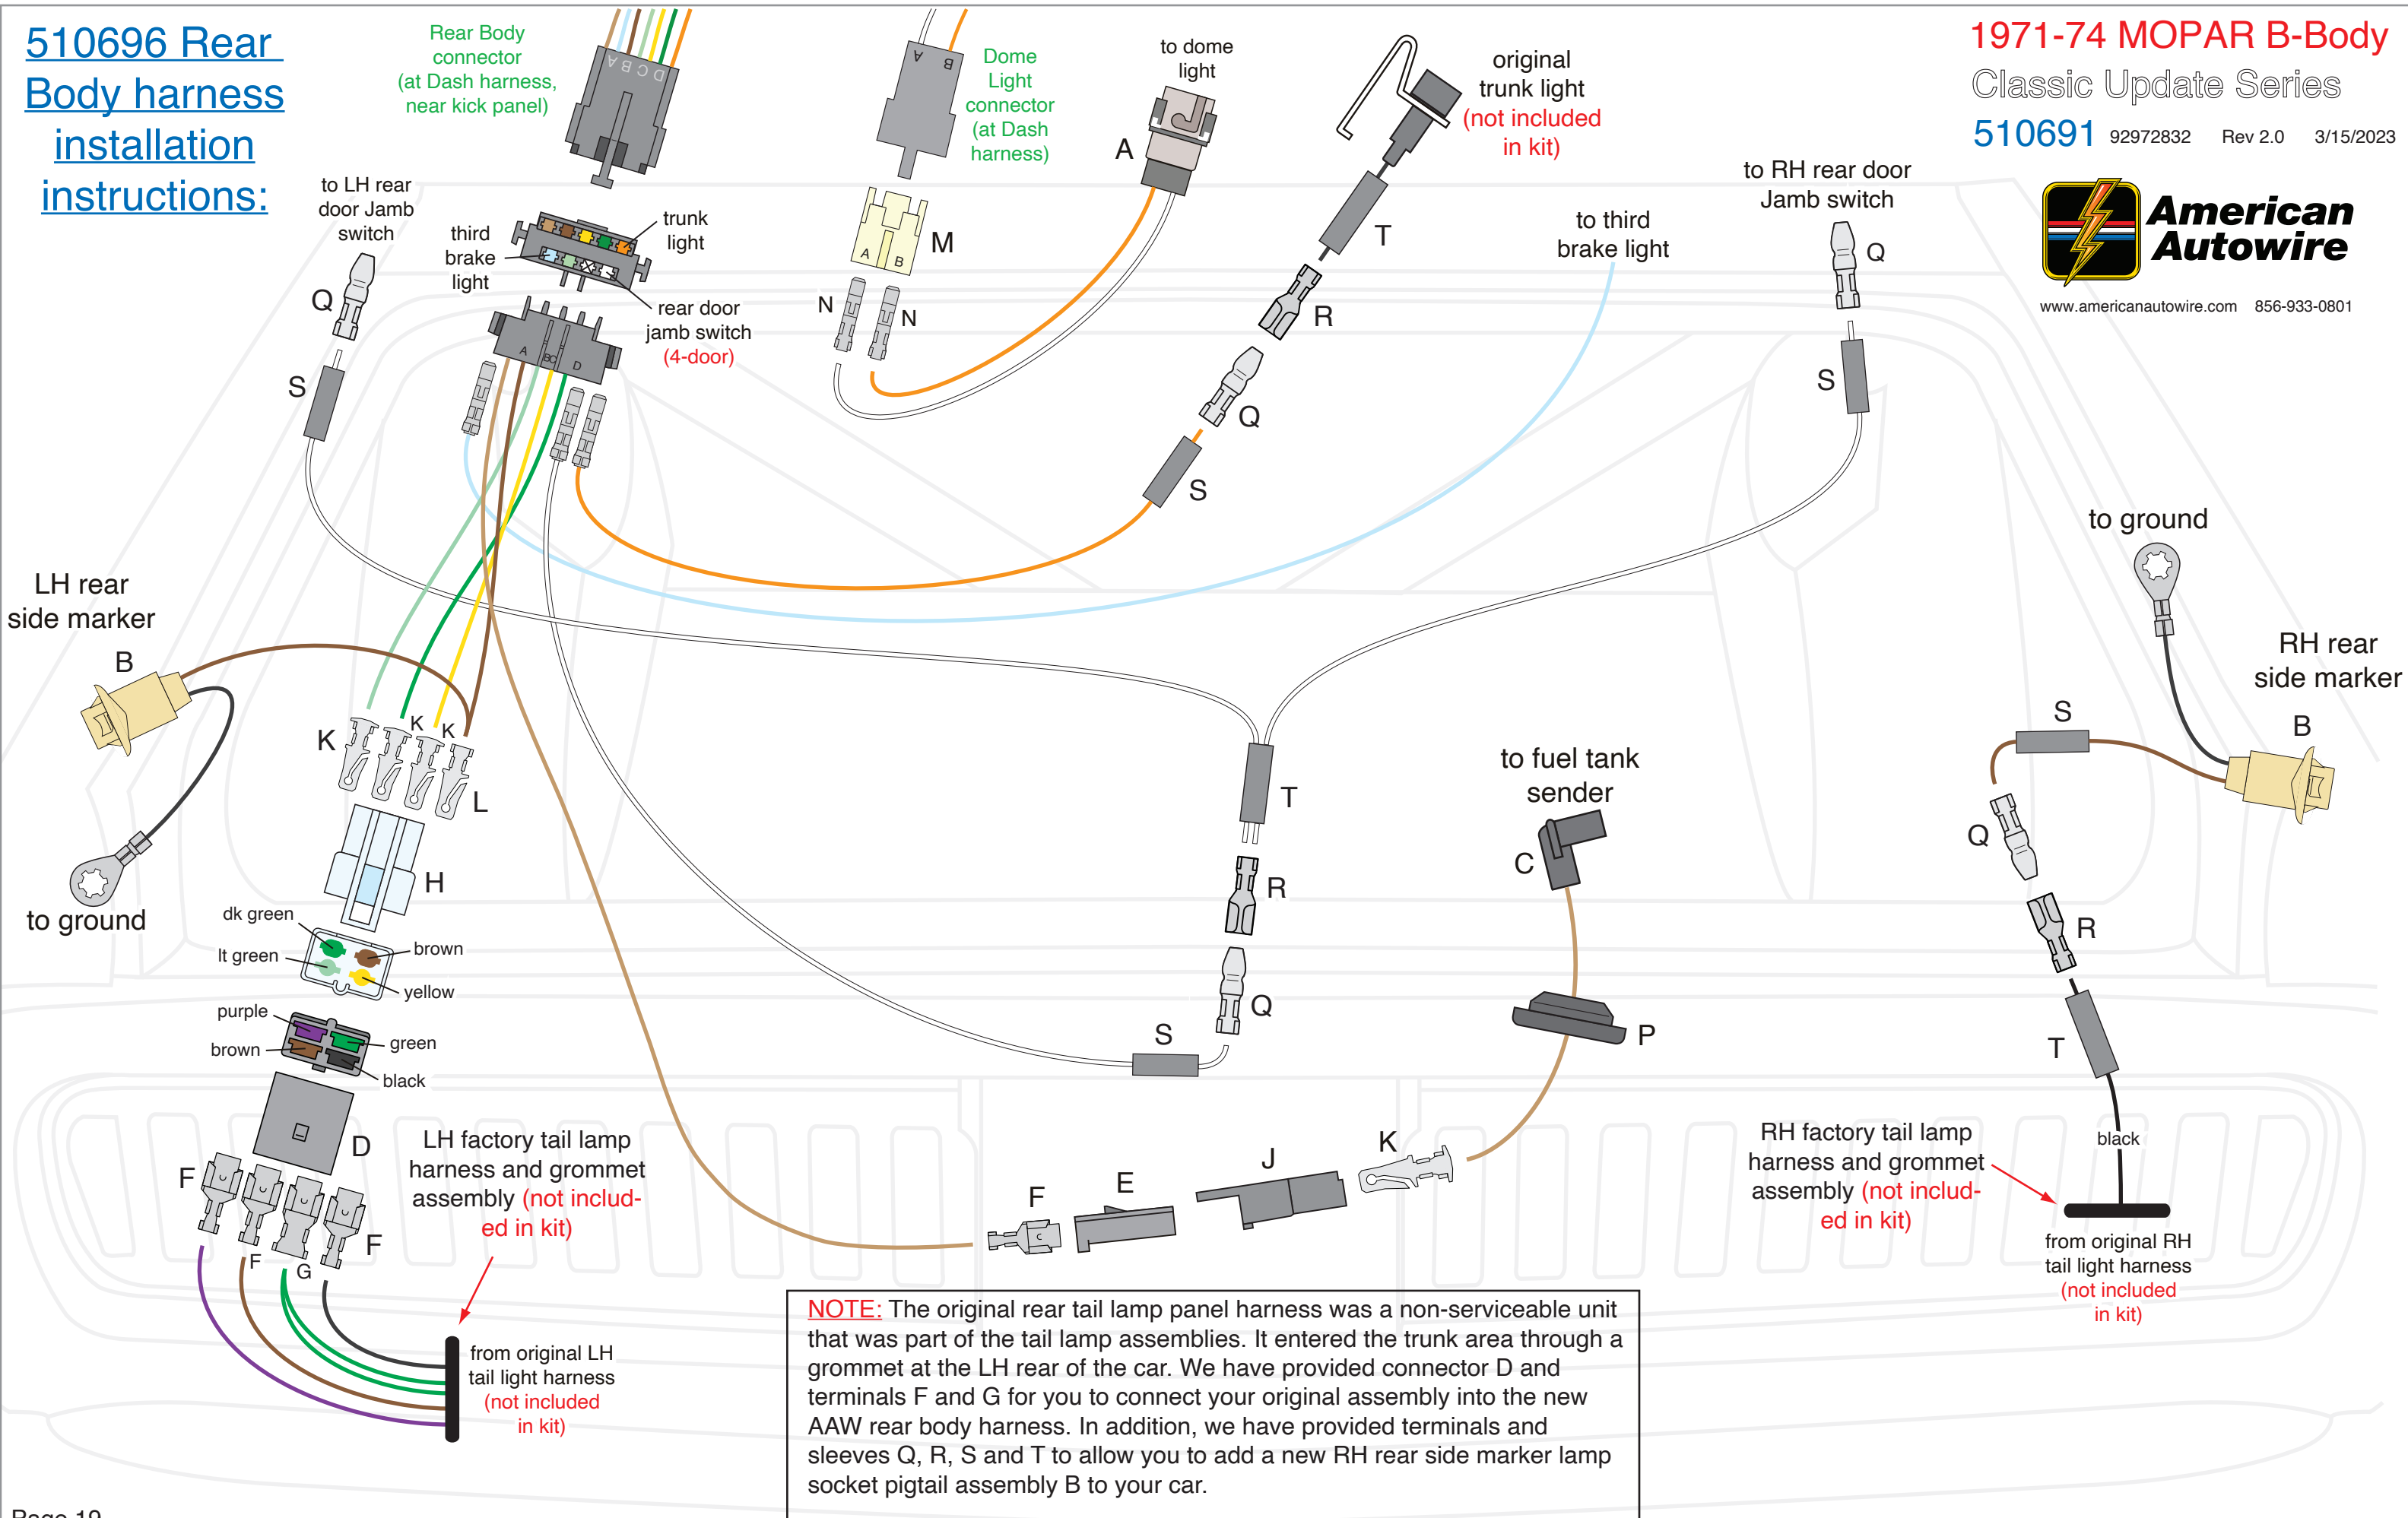 510696 Rear
Body harness
installation
instructions:
Rear Body
connector
(at Dash harness,
near kick panel)
A B C D
A
B
Dome
Light
connector
(at Dash
harness)
to dome
light
A
original
trunk light
(not included
in kit)
1971-74 MOPAR B-Body
Classic Update Series
510691 92972832 Rev 2.0 3/15/2023
American
Autowire
www.americanautowire.com 856-933-0801
to LH rear
door Jamb
switch
Q
S
third
brake
light
trunk
light
rear door
jamb switch
(4-door)
A
BC
D
M
A
B
N
N
T
R
Q
S
to third
brake light
to RH rear door
Jamb switch
Q
S
to ground
LH rear
side marker
B
to ground
RH rear
side marker
B
S
Q
R
T
K
K
K
L
H
dk green
lt green
brown
yellow
purple
brown
green
black
D
F
F
G
F
LH factory tail lamp
harness and grommet
assembly (not includ-
ed in kit)
from original LH
tail light harness
(not included
in kit)
T
R
Q
S
to fuel tank
sender
C
P
F
E
J
K
RH factory tail lamp
harness and grommet
assembly (not includ-
ed in kit)
black
from original RH
tail light harness
(not included
in kit)
NOTE: The original rear tail lamp panel harness was a non-serviceable unit
that was part of the tail lamp assemblies. It entered the trunk area through a
grommet at the LH rear of the car. We have provided connector D and
terminals F and G for you to connect your original assembly into the new
AAW rear body harness. In addition, we have provided terminals and
sleeves Q, R, S and T to allow you to add a new RH rear side marker lamp
socket pigtail assembly B to your car.
Page 19